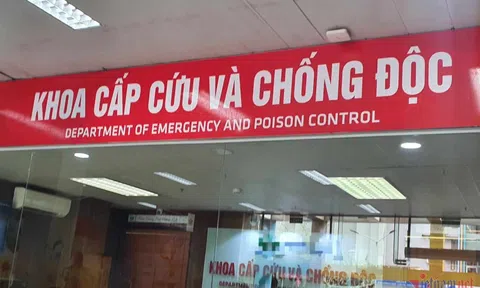 KHOA CẤP CỨU VÀ CHỐNG ĐỘC
DEPARTMENT OF EMERGENCY AND POISON CONTROL
KHOA CẤP CỨU VÀ CHỐNG ĐỘC